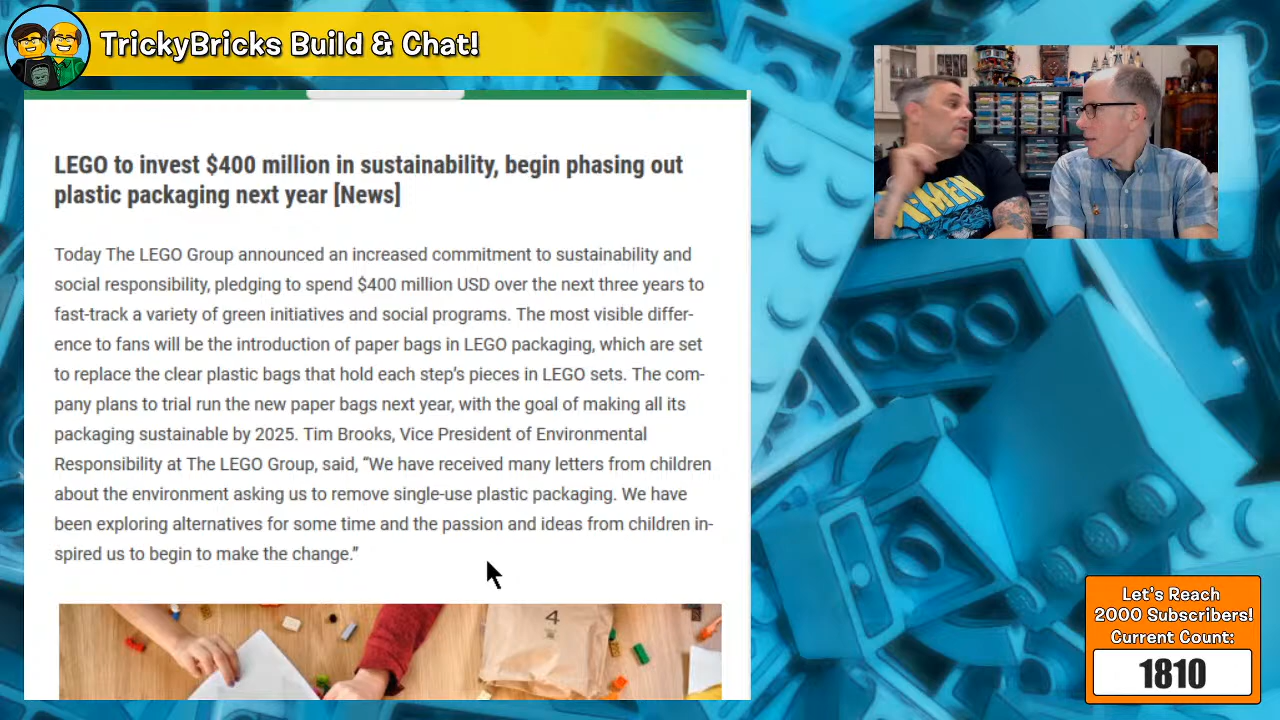 TrickyBricks Build & Chat!
LEGO to invest $400 million in sustainability, begin phasing out
plastic packaging next year [News]
Today The LEGO Group announced an increased commitment to sustainability and
social responsibility, pledging to spend $400 million USD over the next three years to
fast-track a variety of green initiatives and social programs. The most visible differ-
ence to fans will be the introduction of paper bags in LEGO packaging, which are set
to replace the clear plastic bags that hold each step's pieces in LEGO sets. The com-
pany plans to trial run the new paper bags next year, with the goal of making all its
packaging sustainable by 2025. Tim Brooks, Vice President of Environmental
Responsibility at The LEGO Group, said, “We have received many letters from children
about the environment asking us to remove single-use plastic packaging. We have
been exploring alternatives for some time and the passion and ideas from children in-
spired us to begin to make the change.”
4
X-MEN
Let's Reach
2000 Subscribers!
Current Count:
1810